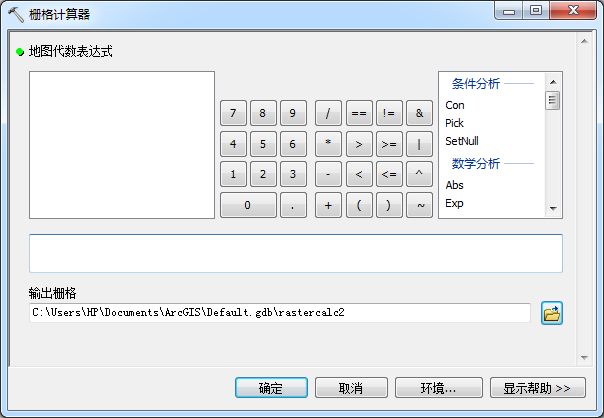 栅格计算器
地图代数表达式
条件分析
Con
Pick
SetNull
数学分析
Abs
Exp
7 8 9 / == != &
4 5 6 * > >= |
1 2 3 - < <= ^
0 . + ( ) ~
输出栅格
C:\Users\HP\Documents\ArcGIS\Default.gdb\rastercalc2
确定 取消 环境... 显示帮助 >>